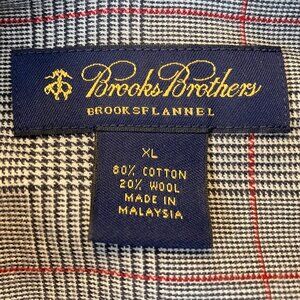 Brooks Brothers
BROOKSFLANNEL
XL
80% COTTON
20% WOOL
MADE IN
MALAYSIA